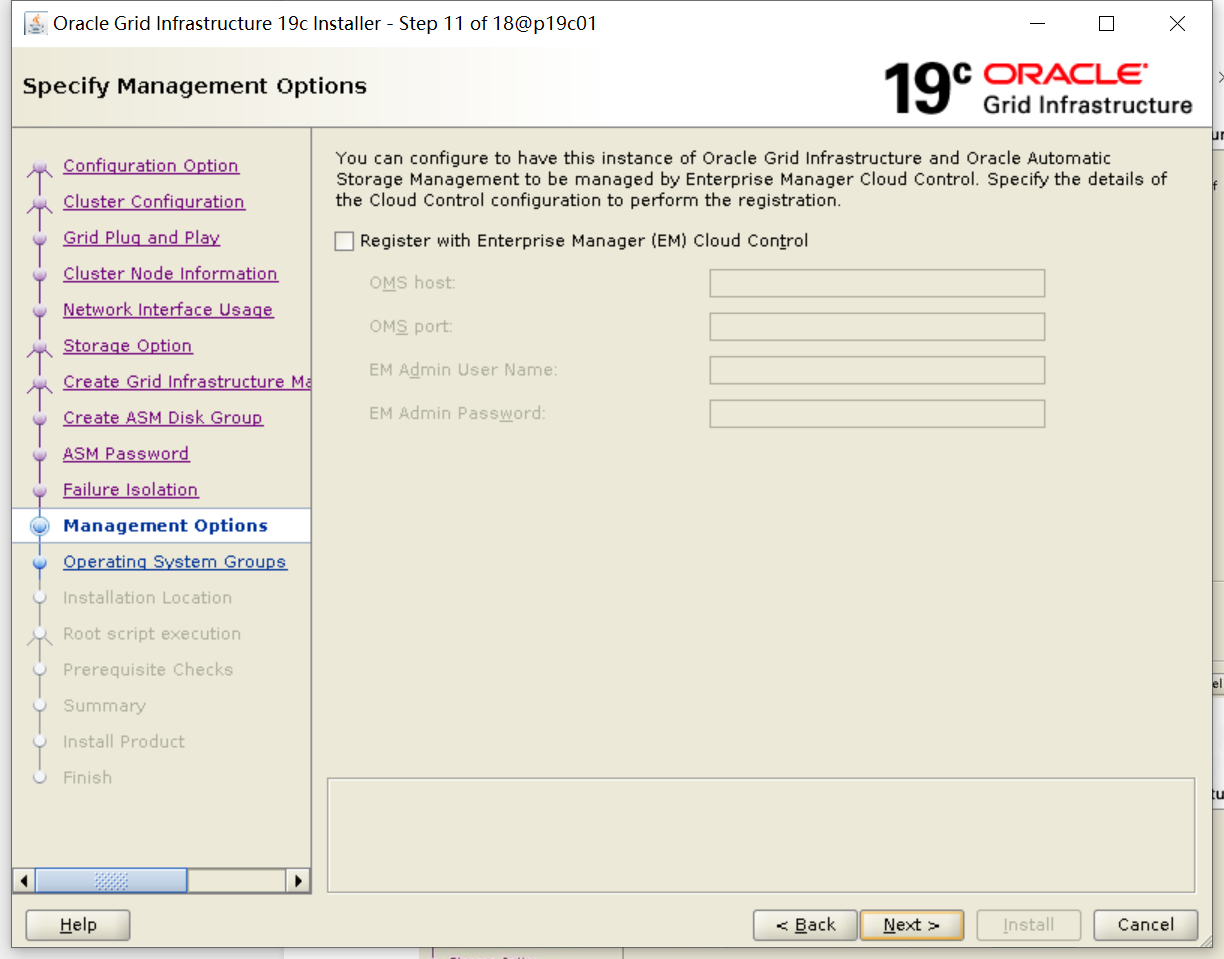 Oracle Grid Infrastructure 19c Installer - Step 11 of 18@p19c01
Specify Management Options
19c ORACLE
Grid Infrastructure
Configuration Option
Cluster Configuration
Grid Plug and Play
Cluster Node Information
Network Interface Usage
Storage Option
Create Grid Infrastructure Ma
Create ASM Disk Group
ASM Password
Failure Isolation
Management Options
Operating System Groups
Installation Location
Root script execution
Prerequisite Checks
Summary
Install Product
Finish
You can configure to have this instance of Oracle Grid Infrastructure and Oracle Automatic
Storage Management to be managed by Enterprise Manager Cloud Control. Specify the details of
the Cloud Control configuration to perform the registration.
Register with Enterprise Manager (EM) Cloud Control
OMS host:
OMS port:
EM Admin User Name:
EM Admin Password:
Help
< Back
Next >
Install
Cancel